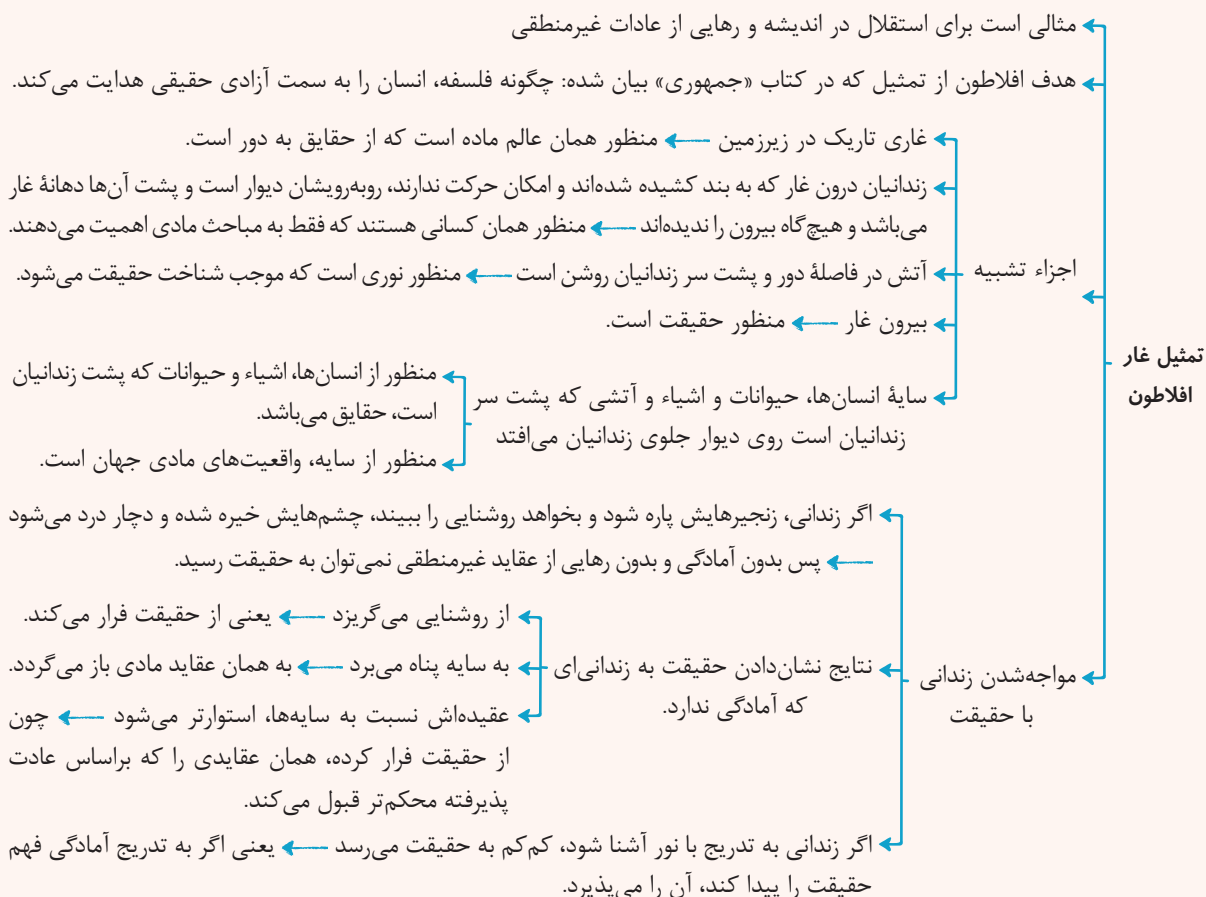 تمثیل غار
افلاطون
مثالی است برای استقلال در اندیشه و رهایی از عادات غیرمنطقی
هدف افلاطون از تمثیل که در کتاب «جمهوری» بیان شده: چگونه فلسفه، انسان را به سمت آزادی حقیقی هدایت می‌کند.
اجزاء تشبیه
غاری تاریک در زیرزمین منظور همان عالم ماده است که از حقایق به دور است.
زندانیان درون غار که به بند کشیده شده‌اند و امکان حرکت ندارند، روبه‌رویشان دیوار است و پشت آن‌ها دهانهٔ غار
می‌باشد و هیچ‌گاه بیرون را ندیده‌اند منظور همان کسانی هستند که فقط به مباحث مادی اهمیت می‌دهند.
آتش در فاصلهٔ دور و پشت سر زندانیان روشن است منظور نوری است که موجب شناخت حقیقت می‌شود.
بیرون غار منظور حقیقت است.
سایهٔ انسان‌ها، حیوانات و اشیاء و آتشی که پشت سر
زندانیان است روی دیوار جلوی زندانیان می‌افتد
منظور از انسان‌ها، اشیاء و حیوانات که پشت زندانیان
است، حقایق می‌باشد.
منظور از سایه، واقعیت‌های مادی جهان است.
مواجه‌شدن زندانی
با حقیقت
اگر زندانی، زنجیرهایش پاره شود و بخواهد روشنایی را ببیند، چشم‌هایش خیره شده و دچار درد می‌شود
پس بدون آمادگی و بدون رهایی از عقاید غیرمنطقی نمی‌توان به حقیقت رسید.
نتایج نشان‌دادن حقیقت به زندانی‌ای
که آمادگی ندارد.
از روشنایی می‌گریزد یعنی از حقیقت فرار می‌کند.
به سایه پناه می‌برد به همان عقاید مادی باز می‌گردد.
عقیده‌اش نسبت به سایه‌ها، استوارتر می‌شود چون
از حقیقت فرار کرده، همان عقایدی را که براساس عادت
پذیرفته محکم‌تر قبول می‌کند.
اگر زندانی به تدریج با نور آشنا شود، کم‌کم به حقیقت می‌رسد یعنی اگر به تدریج آمادگی فهم
حقیقت را پیدا کند، آن را می‌پذیرد.